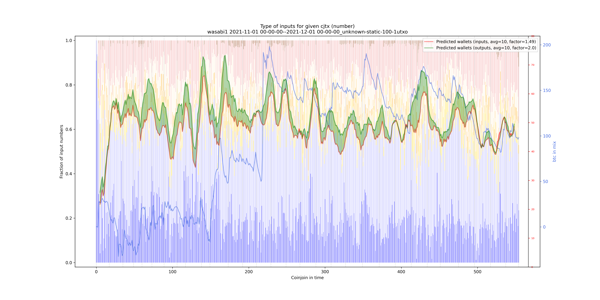 Type of inputs for given cjtx (number)
wasabi1 2021-11-01 00-00-00--2021-12-01 00-00-00_unknown-static-100-1utxo
Predicted wallets (inputs, avg=10, factor=1.49)
Predicted wallets (outputs, avg=10, factor=2.0)
Fraction of input numbers
1.0
0.8
0.6
0.4
0.2
0.0
0
100
200
300
400
500
Coinjoin in time
200
150
100
50
0
btc in mix